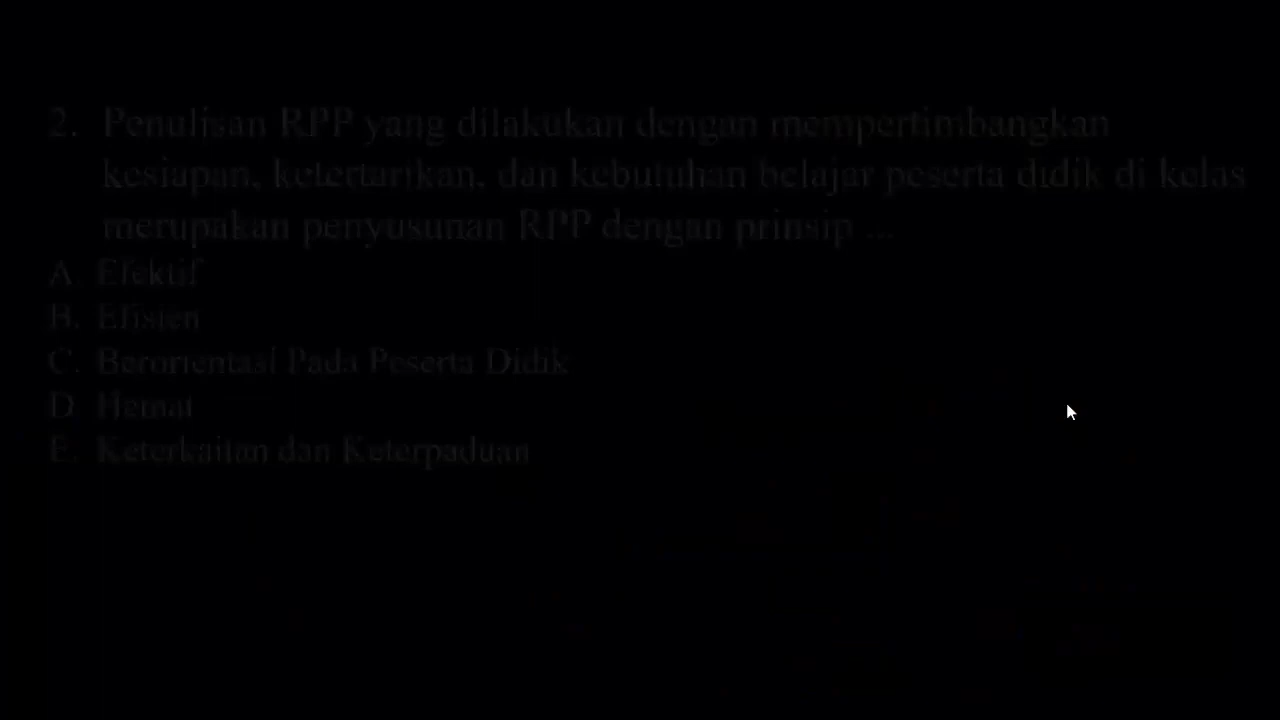 2. Penulisan RPP yang dilakukan dengan mempertimbangkan
kesiapan, ketertarikan, dan kebutuhan belajar peserta didik di kelas
merupakan penyusunan RPP dengan prinsip ...
A. Efektif
B. Efisien
C. Berorientasi Pada Peserta Didik
D. Hemat
E. Keterkaitan dan Keterpaduan